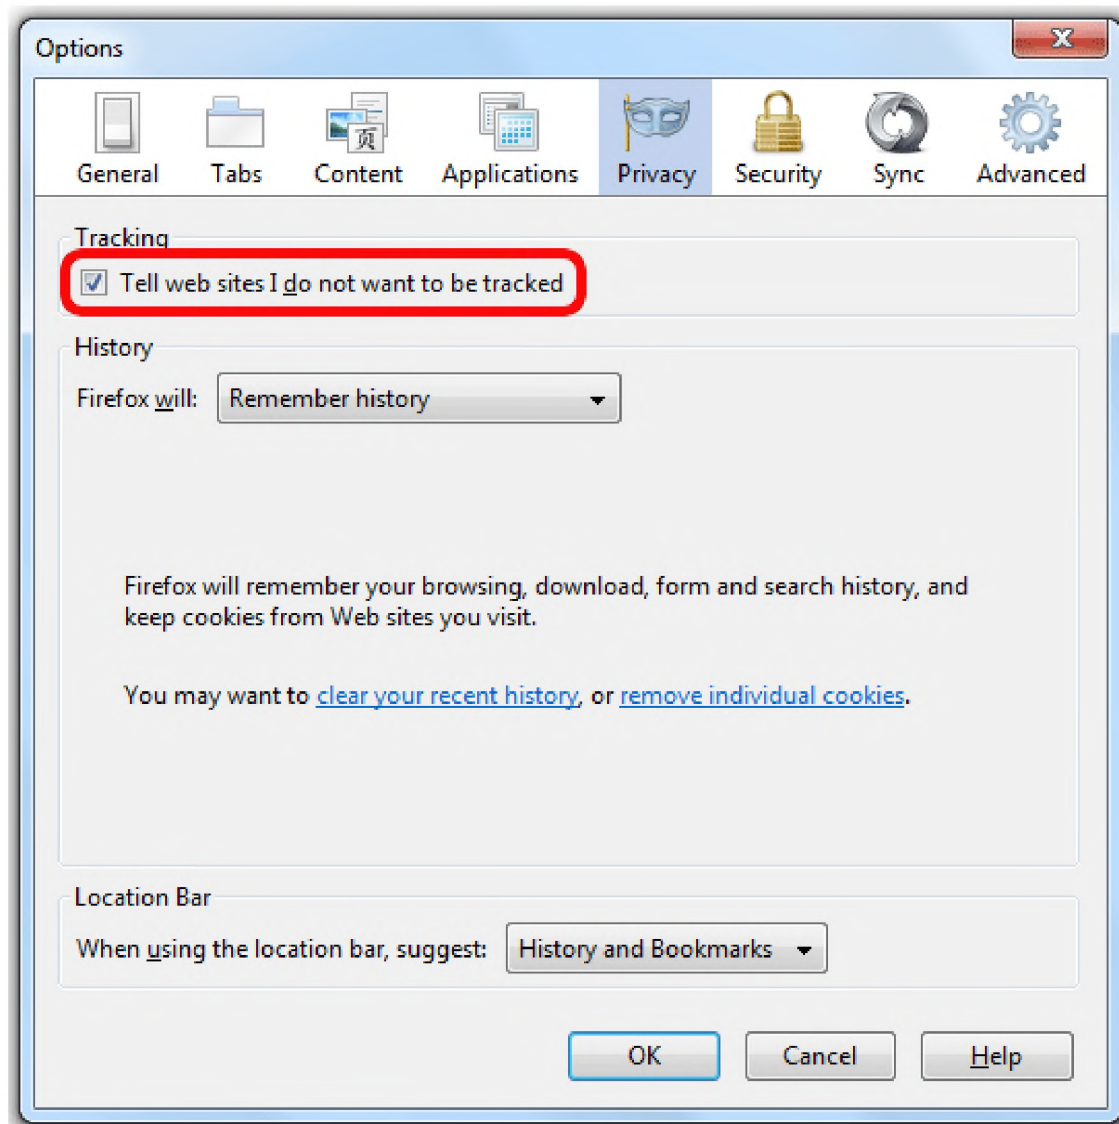 Options
General Tabs Content Applications Privacy Security Sync Advanced
页
Tracking
Tell web sites I do not want to be tracked
History
Firefox will: Remember history
Firefox will remember your browsing, download, form and search history, and
keep cookies from Web sites you visit.
You may want to clear your recent history, or remove individual cookies.
Location Bar
When using the location bar, suggest: History and Bookmarks
OK Cancel Help